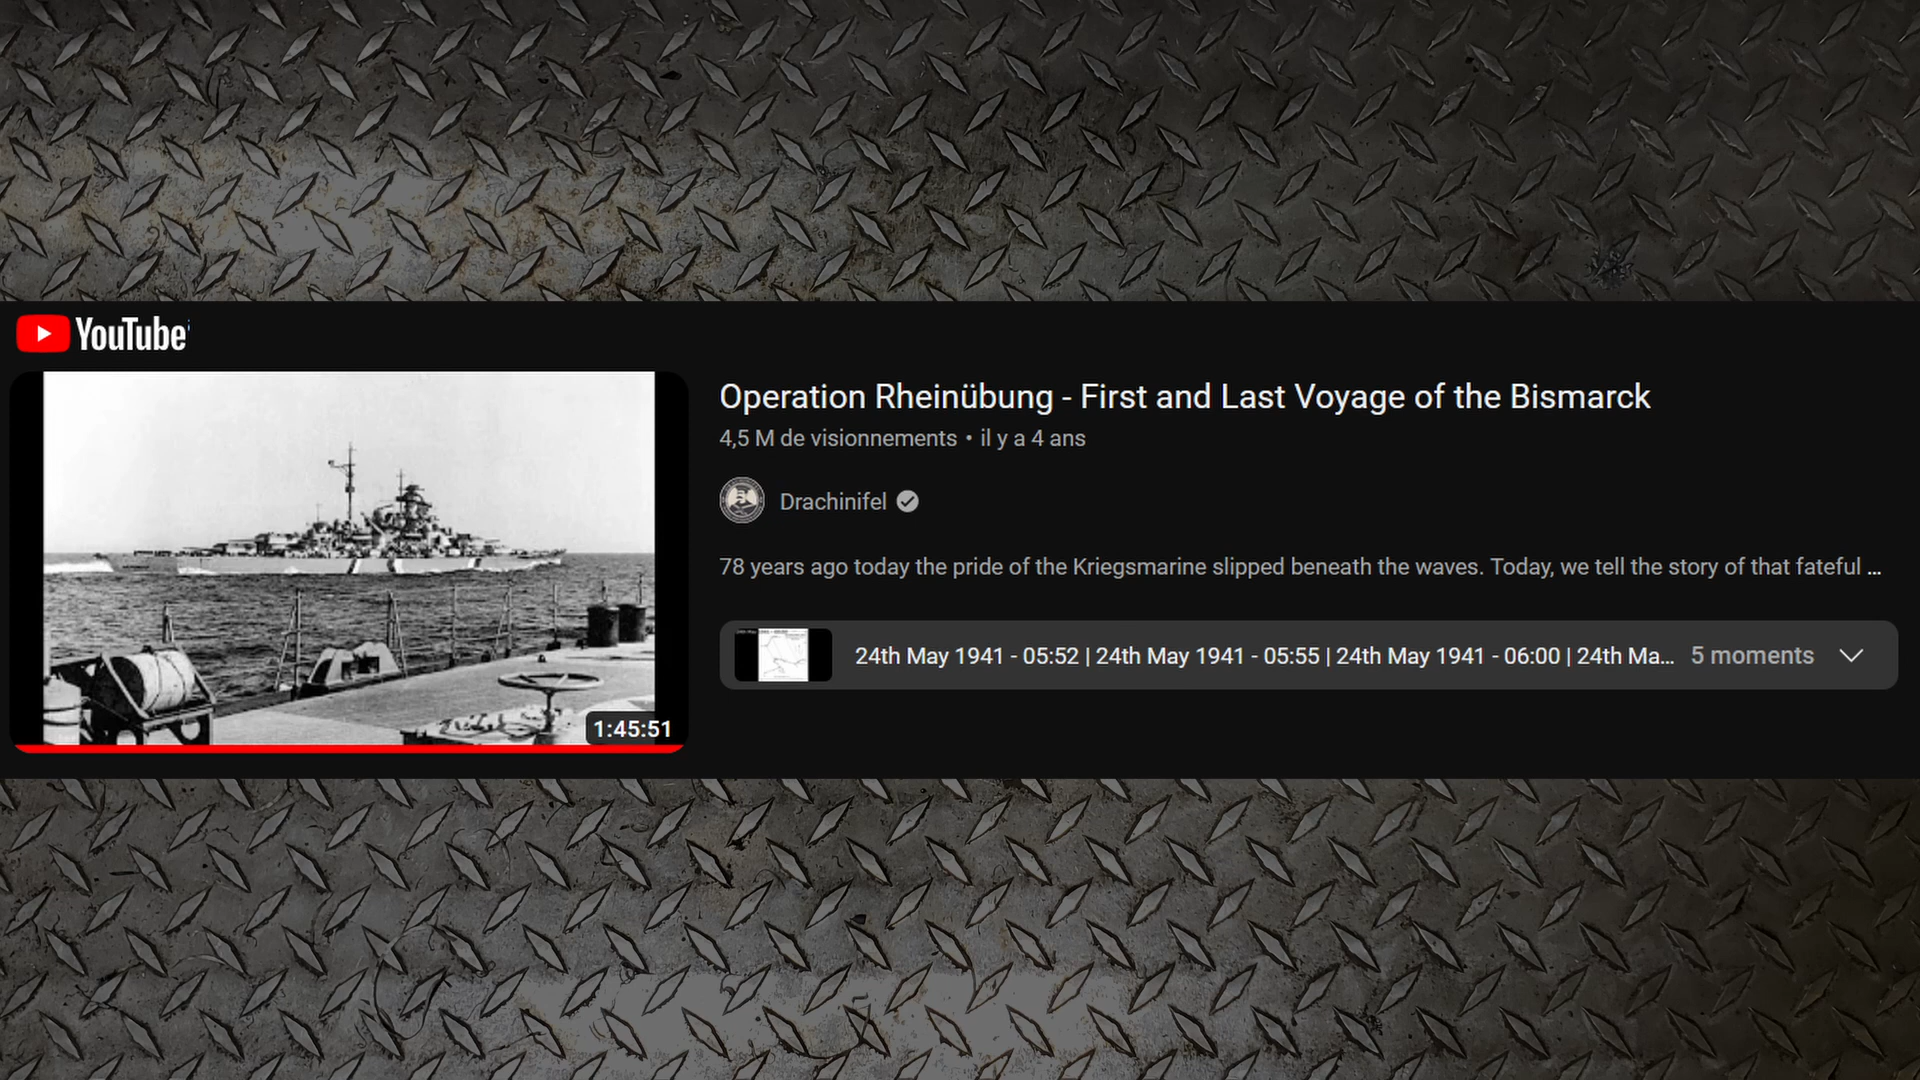 YouTube
Operation Rheinübung - First and Last Voyage of the Bismarck
4,5 M de visionnements • il y a 4 ans
Drachinifel
78 years ago today the pride of the Kriegsmarine slipped beneath the waves. Today, we tell the story of that fateful ...
24th May 1941 - 05:52 | 24th May 1941 - 05:55 | 24th May 1941 - 06:00 | 24th Ma... 5 moments
1:45:51